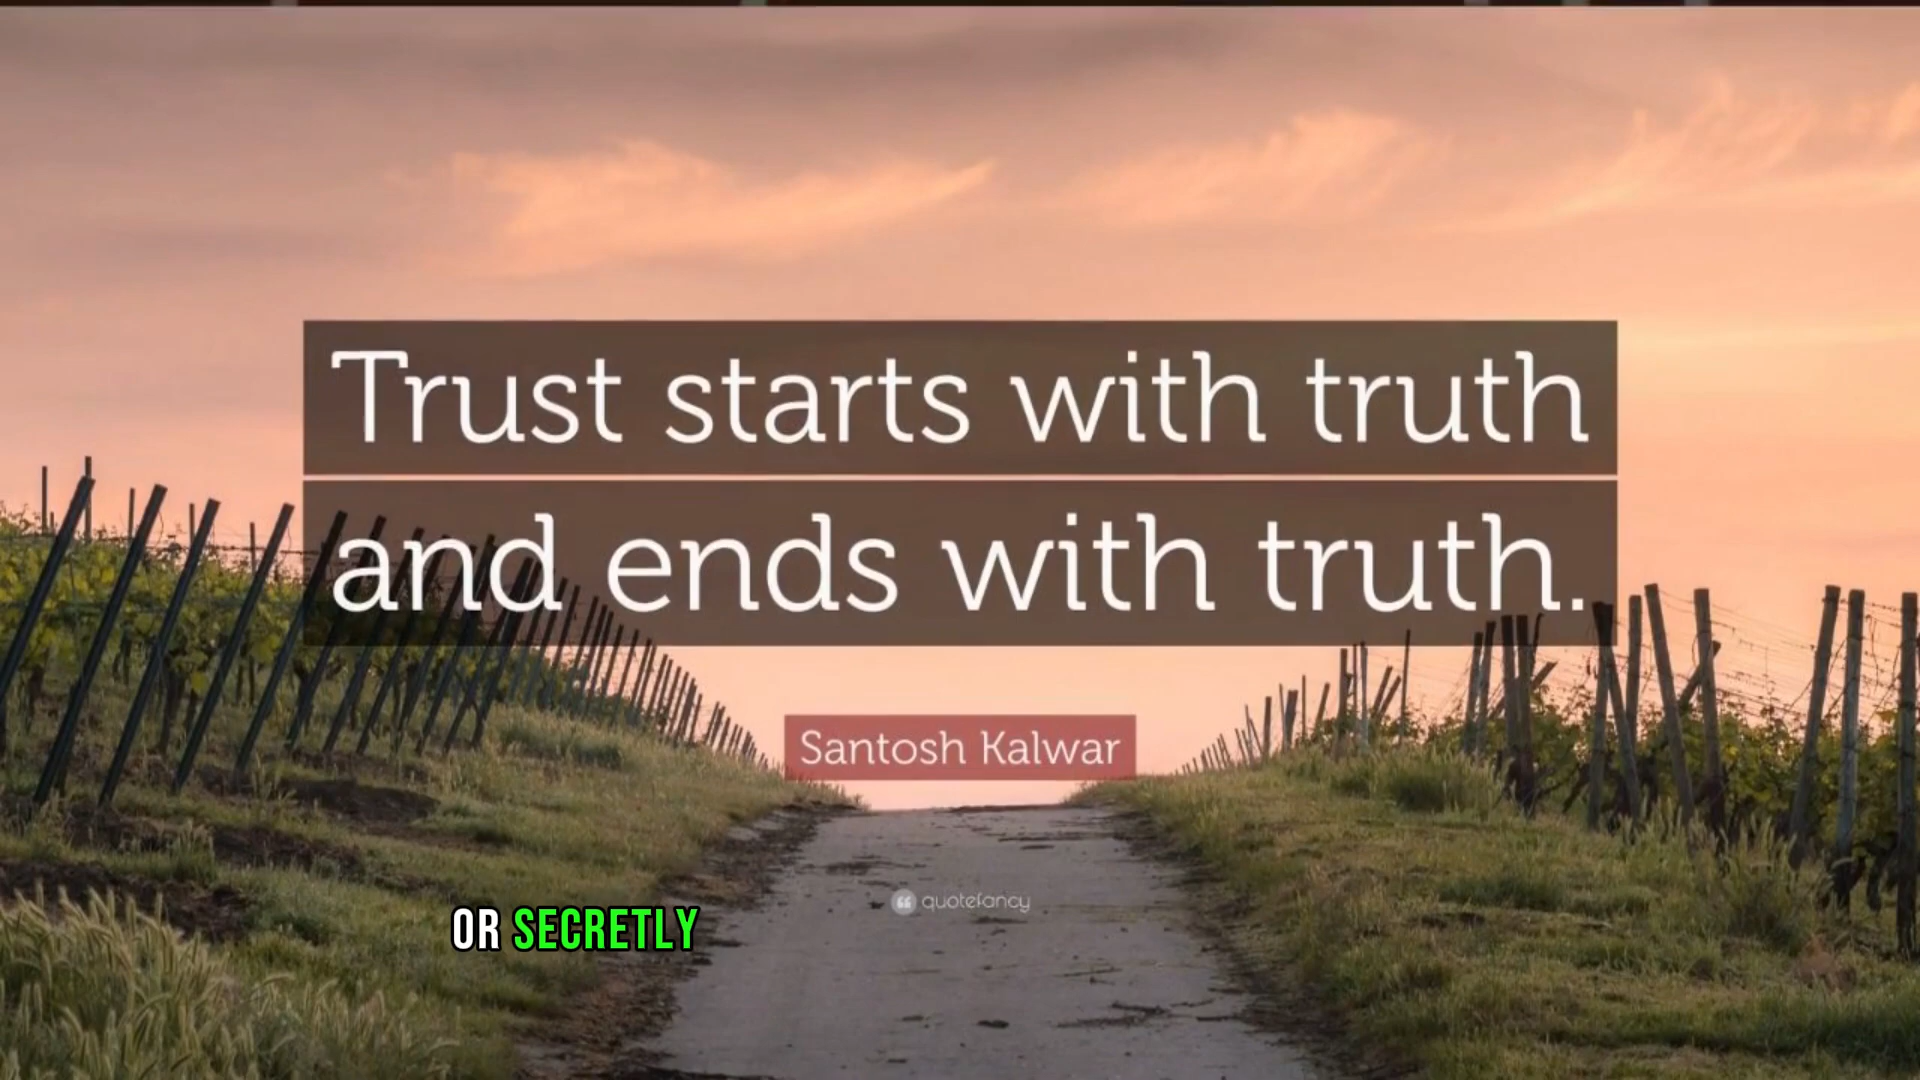 Trust starts with truth
and ends with truth.
Santosh Kalwar
quotefancy
OR SECRETLY